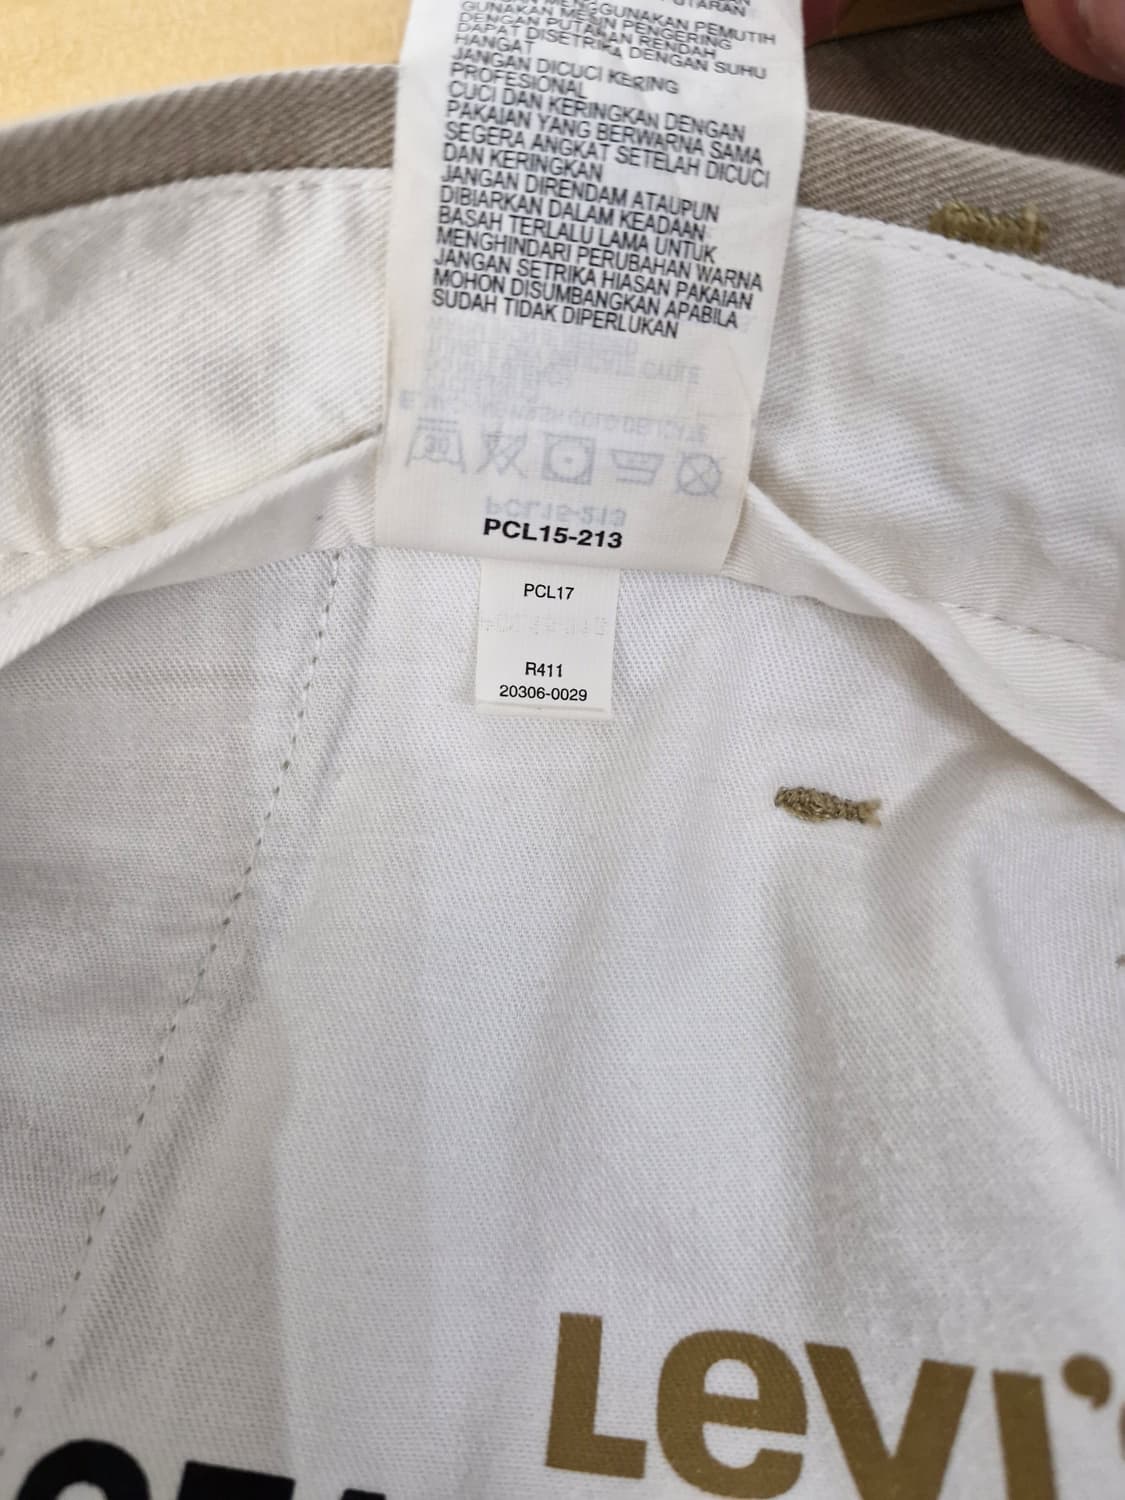 MENGGUNAKAN PEMUTIH
GUNAKAN MESIN PENGERING
DENGAN PUTARAN RENDAH
DAPAT DISETRIKA DENGAN SUHU
HANGAT
JANGAN DICUCI KERING
PROFESIONAL
CUCI DAN KERINGKAN DENGAN
PAKAIAN YANG BERWARNA SAMA
SEGERA ANGKAT SETELAH DICUCI
DAN KERINGKAN
JANGAN DIRENDAM ATAUPUN
DIBIARKAN DALAM KEADAAN
BASAH TERLALU LAMA UNTUK
MENGHINDARI PERUBAHAN WARNA
JANGAN SETRIKA HIASAN PAKAIAN
MOHON DISUMBANGKAN APABILA
SUDAH TIDAK DIPERLUKAN
30
PCL15-213
PCL17
R411
20306-0029
Levi's